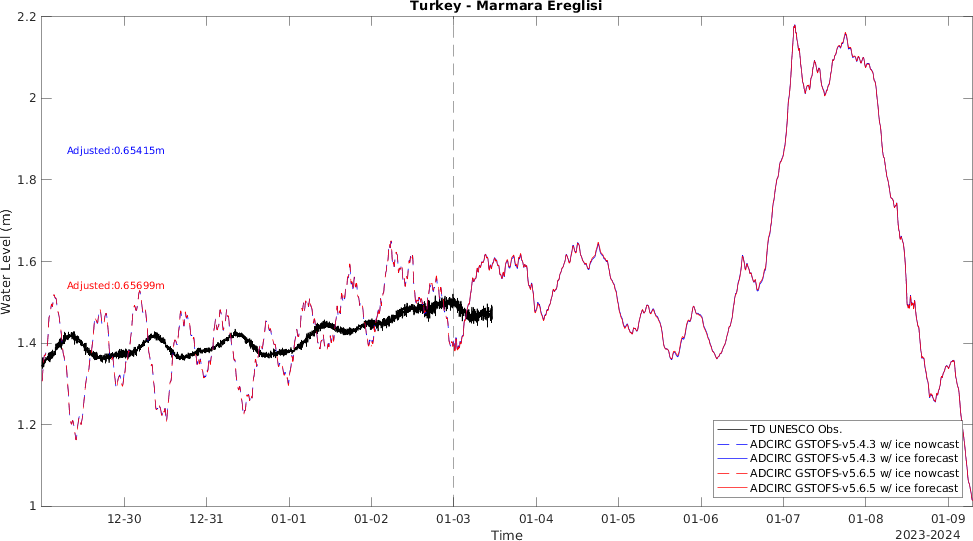 Turkey - Marmara Ereglisi
2.2
2
1.8
1.6
1.4
1.2
1
Water Level (m)
Adjusted:0.65415m
Adjusted:0.65699m
TD UNESCO Obs.
ADCIRC GSTOFS-v5.4.3 w/ ice nowcast
ADCIRC GSTOFS-v5.4.3 w/ ice forecast
ADCIRC GSTOFS-v5.6.5 w/ ice nowcast
ADCIRC GSTOFS-v5.6.5 w/ ice forecast
12-30 12-31 01-01 01-02 01-03 01-04 01-05 01-06 01-07 01-08 01-09
Time
2023-2024